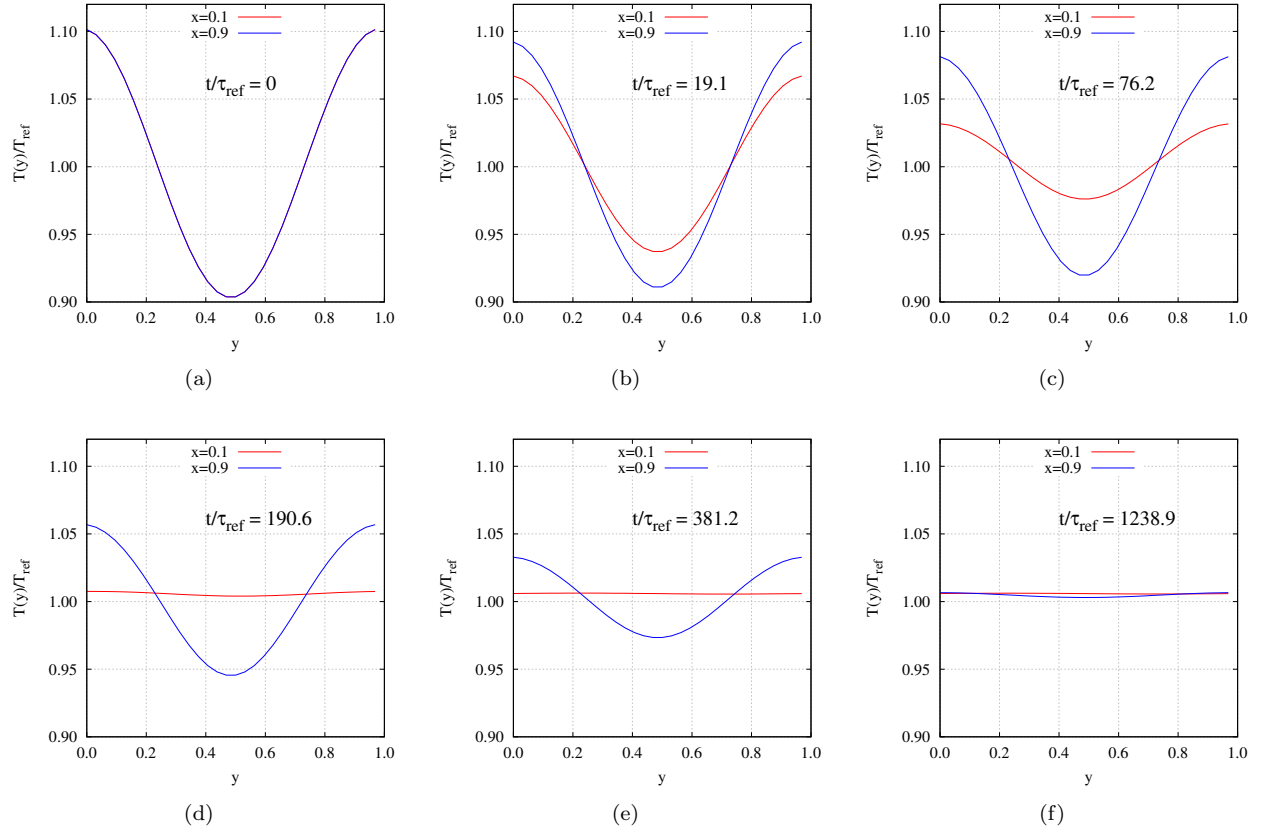 x=0.1
x=0.9
t/τref = 0
T(y)/Tref
1.10
1.05
1.00
0.95
0.90
0.0 0.2 0.4 0.6 0.8 1.0
y
(a)
x=0.1
x=0.9
t/τref = 19.1
T(y)/Tref
1.10
1.05
1.00
0.95
0.90
0.0 0.2 0.4 0.6 0.8 1.0
y
(b)
x=0.1
x=0.9
t/τref = 76.2
T(y)/Tref
1.10
1.05
1.00
0.95
0.90
0.0 0.2 0.4 0.6 0.8 1.0
y
(c)
x=0.1
x=0.9
t/τref = 190.6
T(y)/Tref
1.10
1.05
1.00
0.95
0.90
0.0 0.2 0.4 0.6 0.8 1.0
y
(d)
x=0.1
x=0.9
t/τref = 381.2
T(y)/Tref
1.10
1.05
1.00
0.95
0.90
0.0 0.2 0.4 0.6 0.8 1.0
y
(e)
x=0.1
x=0.9
t/τref = 1238.9
T(y)/Tref
1.10
1.05
1.00
0.95
0.90
0.0 0.2 0.4 0.6 0.8 1.0
y
(f)